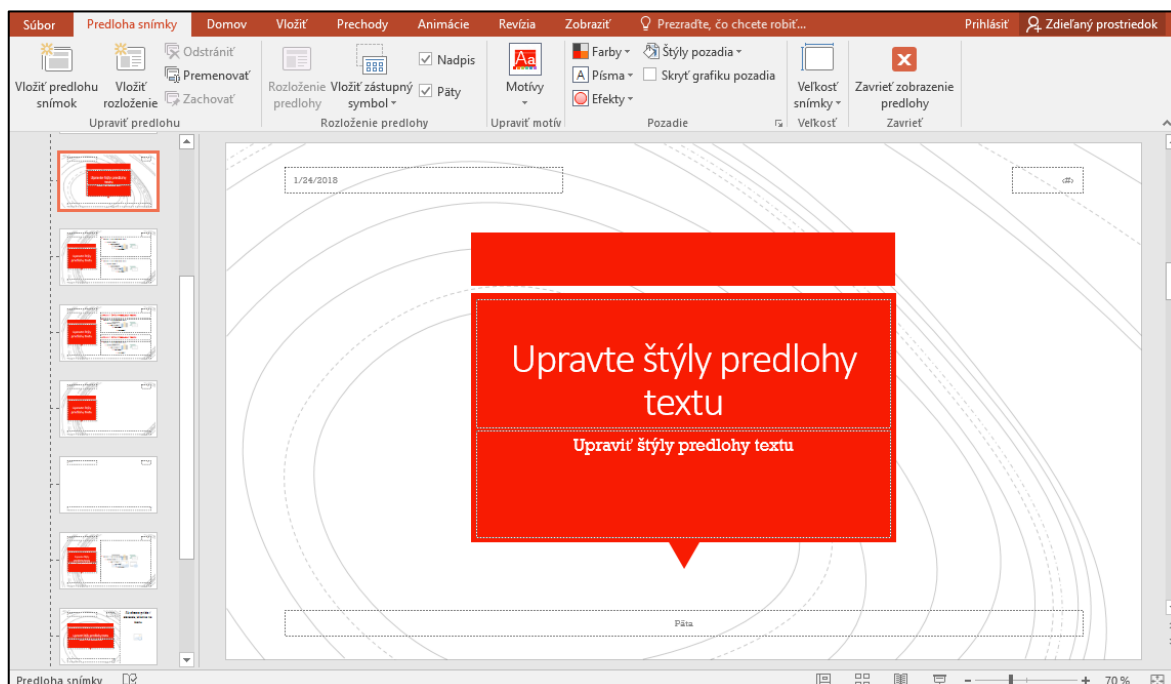 Súbor Predloha snímky Domov Vložiť Prechody Animácie Revízia Zobraziť Prezraďte, čo chcete robiť... Prihlásiť Zdieľaný prostriedok
Vložiť predlohu snímok
Vložiť rozloženie
Odstrániť
Premenovať
Zachovať
Upraviť predlohu
Rozloženie predlohy
Vložiť zástupný symbol
Nadpis
Päty
Rozloženie predlohy
Aa
Motívy
Upraviť motív
Farby
A Písma
Efekty
Štýly pozadia
Skryť grafiku pozadia
Pozadie
Veľkosť snímky
Veľkosť
Zavrieť zobrazenie predlohy
Zavrieť
1/24/2018
‹#›
Upravte štýly predlohy
textu
Upraviť štýly predlohy textu
Päta
Predloha snímky
70 %